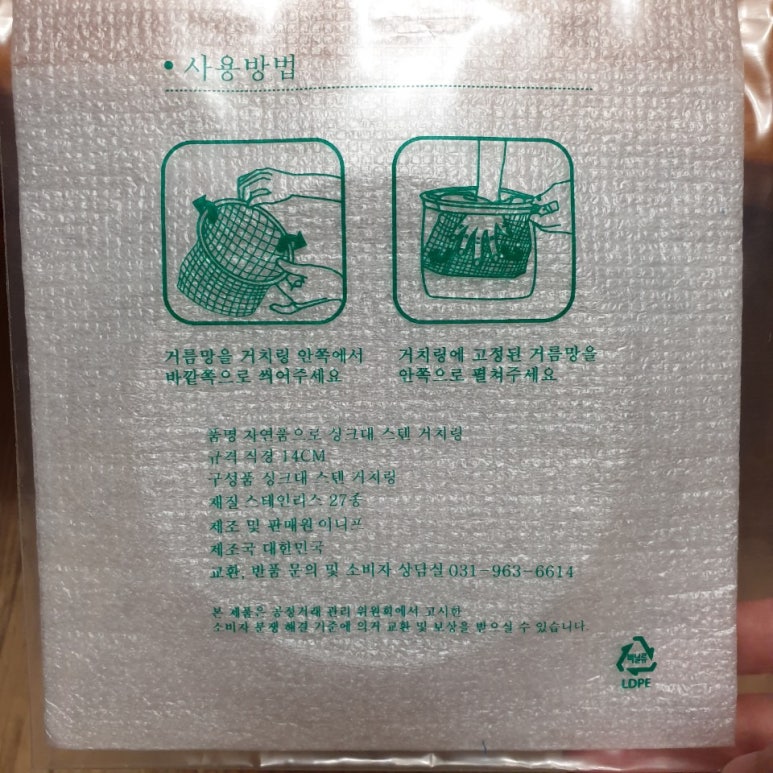 • 사용방법
거름망을 거치링 안쪽에서
바깥쪽으로 씌어주세요
거치링에 고정된 거름망을
안쪽으로 펼쳐주세요
품명 자연품으로 싱크대 스텐 거치링
규격 직경 14CM
구성품 싱크대 스텐 거치링
재질 스테인리스 27종
제조 및 판매원 이니프
제조국 대한민국
교환, 반품 문의 및 소비자 상담실 031-963-6614
본 제품은 공정거래 관리 위원회에서 고시한
소비자 분쟁 해결 기준에 의거 교환 및 보상을 받으실 수 있습니다.
비닐류
LDPE